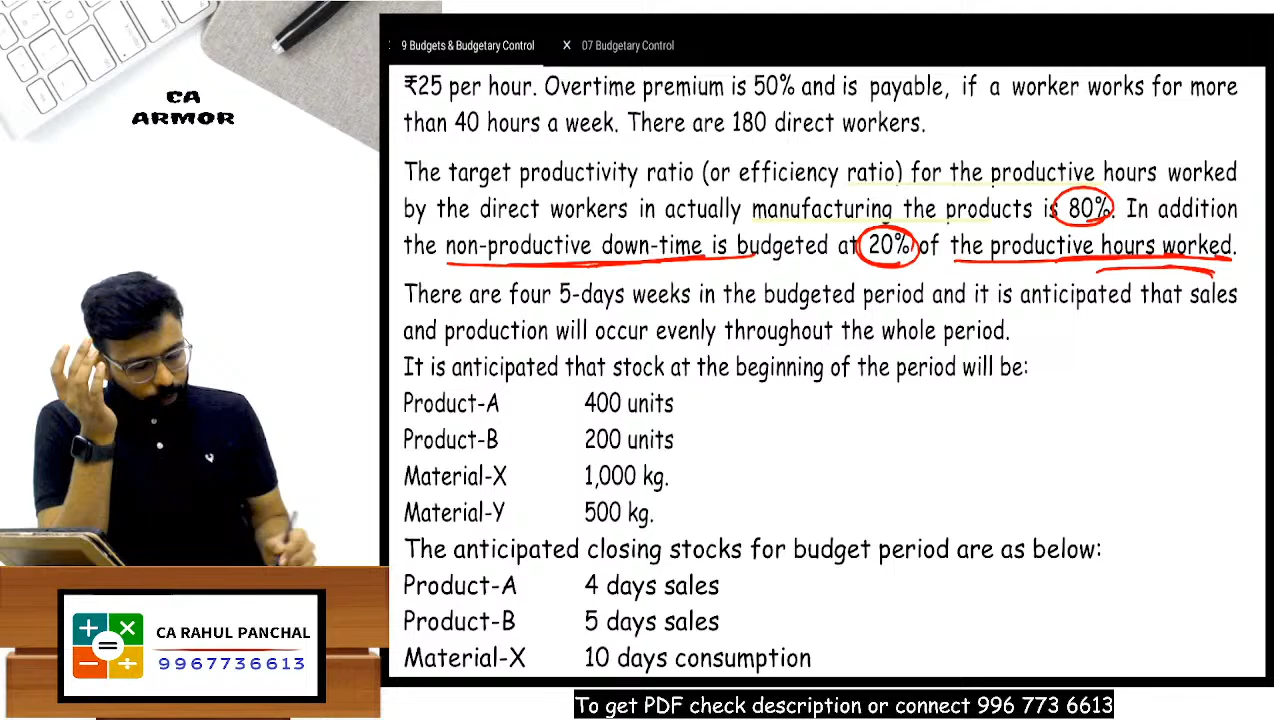 CA
ARMOR
9 Budgets & Budgetary Control
X
07 Budgetary Control
₹25 per hour. Overtime premium is 50% and is payable, if a worker works for more
than 40 hours a week. There are 180 direct workers.
The target productivity ratio (or efficiency ratio) for the productive hours worked
by the direct workers in actually manufacturing the products is 80%. In addition
the non-productive down-time is budgeted at 20% of the productive hours worked.
There are four 5-days weeks in the budgeted period and it is anticipated that sales
and production will occur evenly throughout the whole period.
It is anticipated that stock at the beginning of the period will be:
Product-A 400 units
Product-B 200 units
Material-X 1,000 kg.
Material-Y 500 kg.
The anticipated closing stocks for budget period are as below:
Product-A 4 days sales
Product-B 5 days sales
Material-X 10 days consumption
CA RAHUL PANCHAL
9967736613
To get PDF check description or connect 996 773 6613